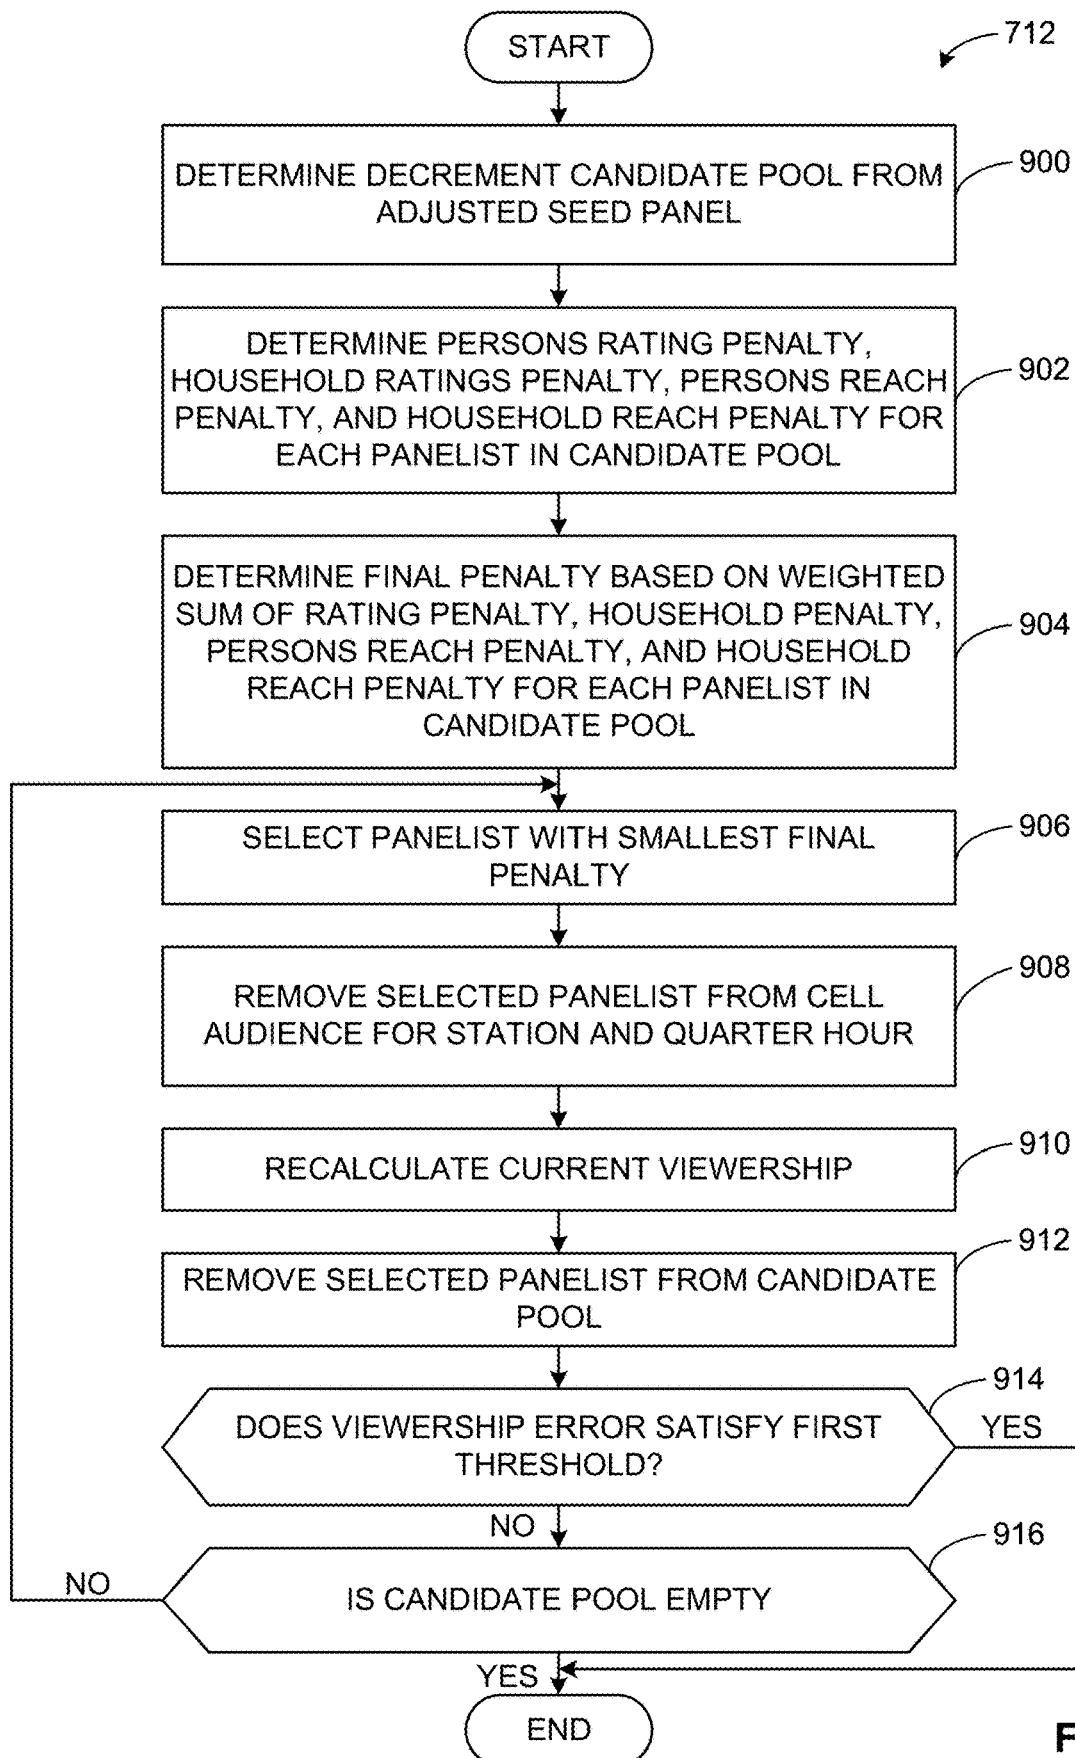 START
712
DETERMINE DECREMENT CANDIDATE POOL FROM
ADJUSTED SEED PANEL
900
DETERMINE PERSONS RATING PENALTY,
HOUSEHOLD RATINGS PENALTY, PERSONS REACH
PENALTY, AND HOUSEHOLD REACH PENALTY FOR
EACH PANELIST IN CANDIDATE POOL
902
DETERMINE FINAL PENALTY BASED ON WEIGHTED
SUM OF RATING PENALTY, HOUSEHOLD PENALTY,
PERSONS REACH PENALTY, AND HOUSEHOLD
REACH PENALTY FOR EACH PANELIST IN
CANDIDATE POOL
904
SELECT PANELIST WITH SMALLEST FINAL
PENALTY
906
REMOVE SELECTED PANELIST FROM CELL
AUDIENCE FOR STATION AND QUARTER HOUR
908
RECALCULATE CURRENT VIEWERSHIP
910
REMOVE SELECTED PANELIST FROM CANDIDATE
POOL
912
DOES VIEWERSHIP ERROR SATISFY FIRST
THRESHOLD?
914
YES
NO
IS CANDIDATE POOL EMPTY
916
NO
YES
END
F